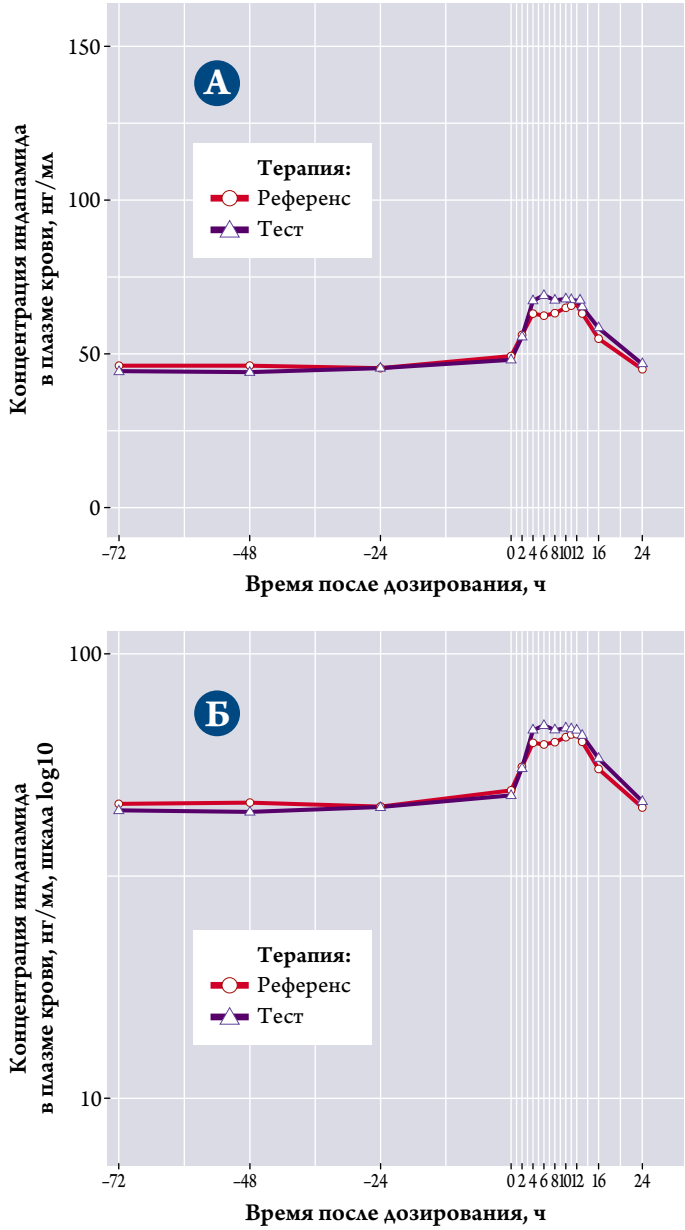 150
А
Терапия:
Референс
Тест
100
50
0
Концентрация индапамида
в плазме крови, нг/мл
–72 –48 –24 0 2 4 6 8 10 12 16 24
Время после дозирования, ч
100
Б
Терапия:
Референс
Тест
10
Концентрация индапамида
в плазме крови, нг/мл, шкала log10
–72 –48 –24 0 2 4 6 8 10 12 16 24
Время после дозирования, ч